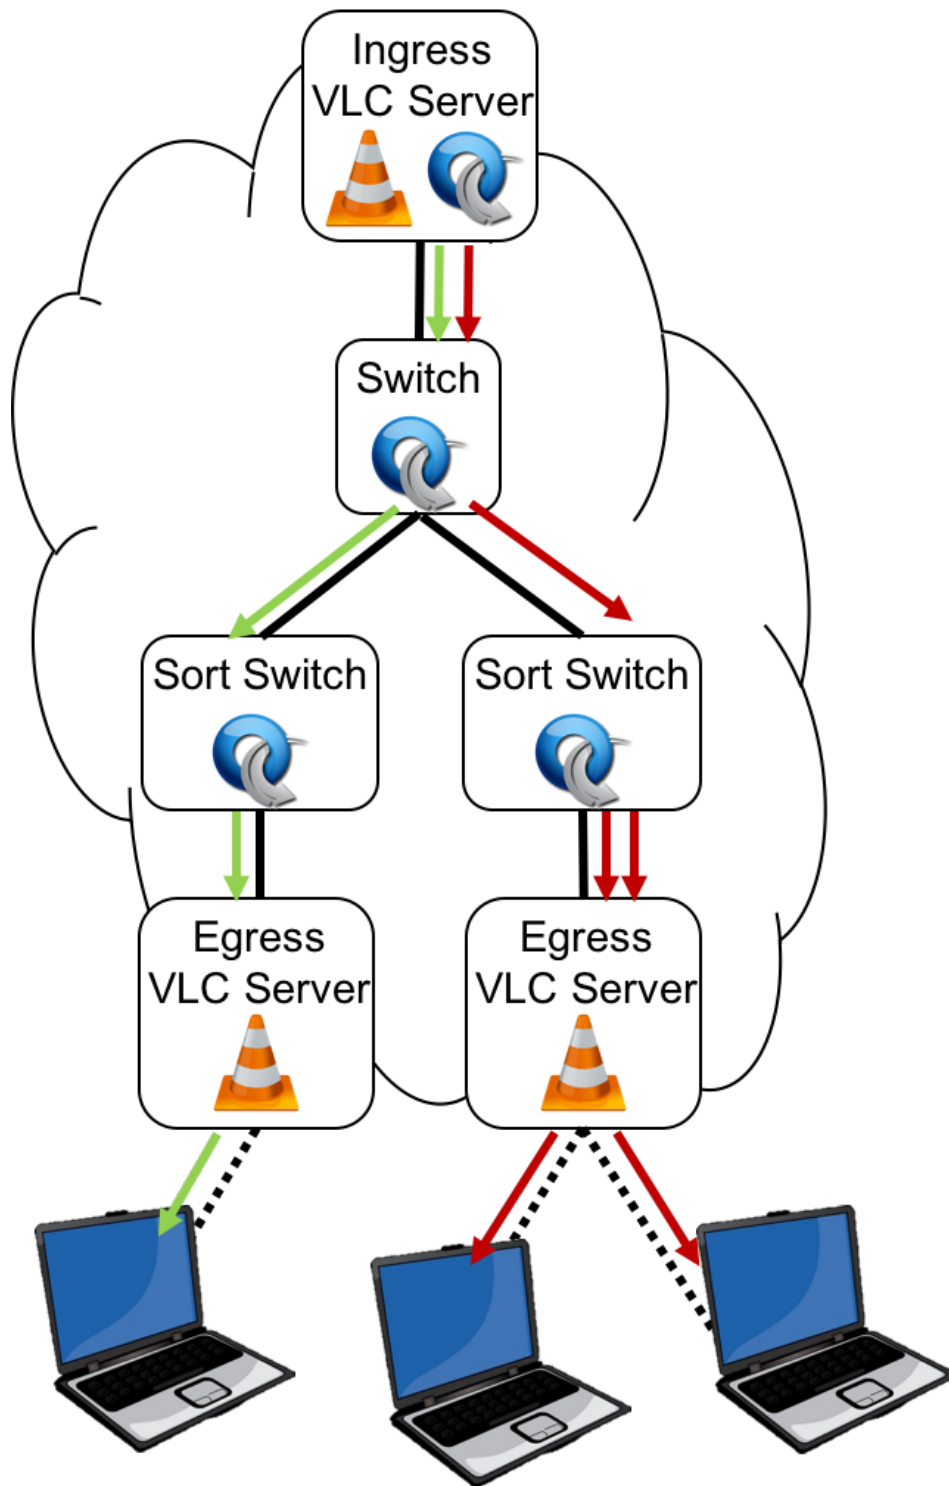 Ingress
VLC Server
Switch
Sort Switch
Sort Switch
Egress
VLC Server
Egress
VLC Server